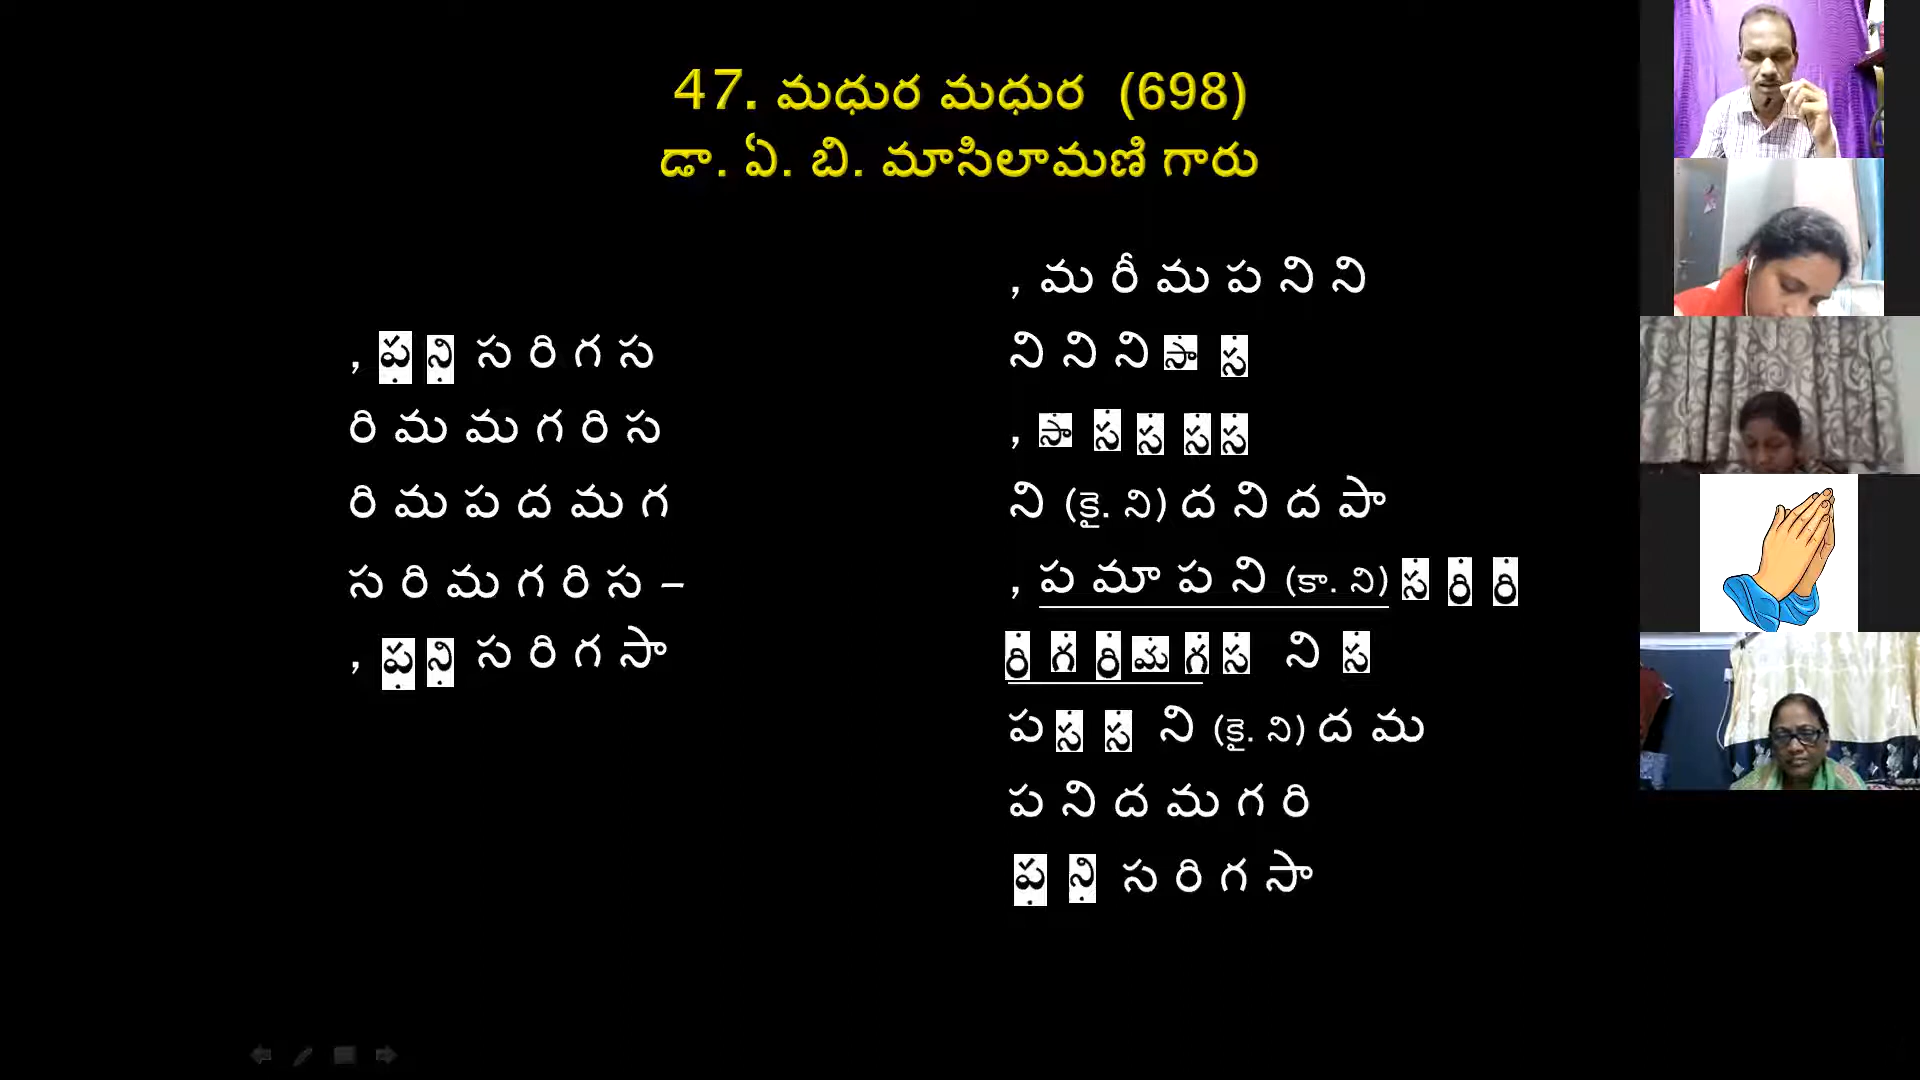 47. మధుర మధుర (698)
డా. ఏ. బి. మాసిలామణి గారు
, ప̣ ని̣ స రి గ స
రి మ మ గ రి స
రి మ ప ద మ గ
స రి మ గ రి స –
, ప̣ ని̣ స రి గ సా
, మ రీ మ ప ని ని
ని ని ని సా̇ స̇
, సా̇ స̇ స̇ స̇ స̇
ని (కై. ని) ద ని ద పా
, ప మా ప ని (కా. ని) స̇ రి̇ రి̇
రి̇ గ̇ రి̇ మ̇ గ̇ స̇ ని స̇
ప స̇ స̇ ని (కై. ని) ద మ
ప ని ద మ గ రి
ప̣ ని̣ స రి గ సా